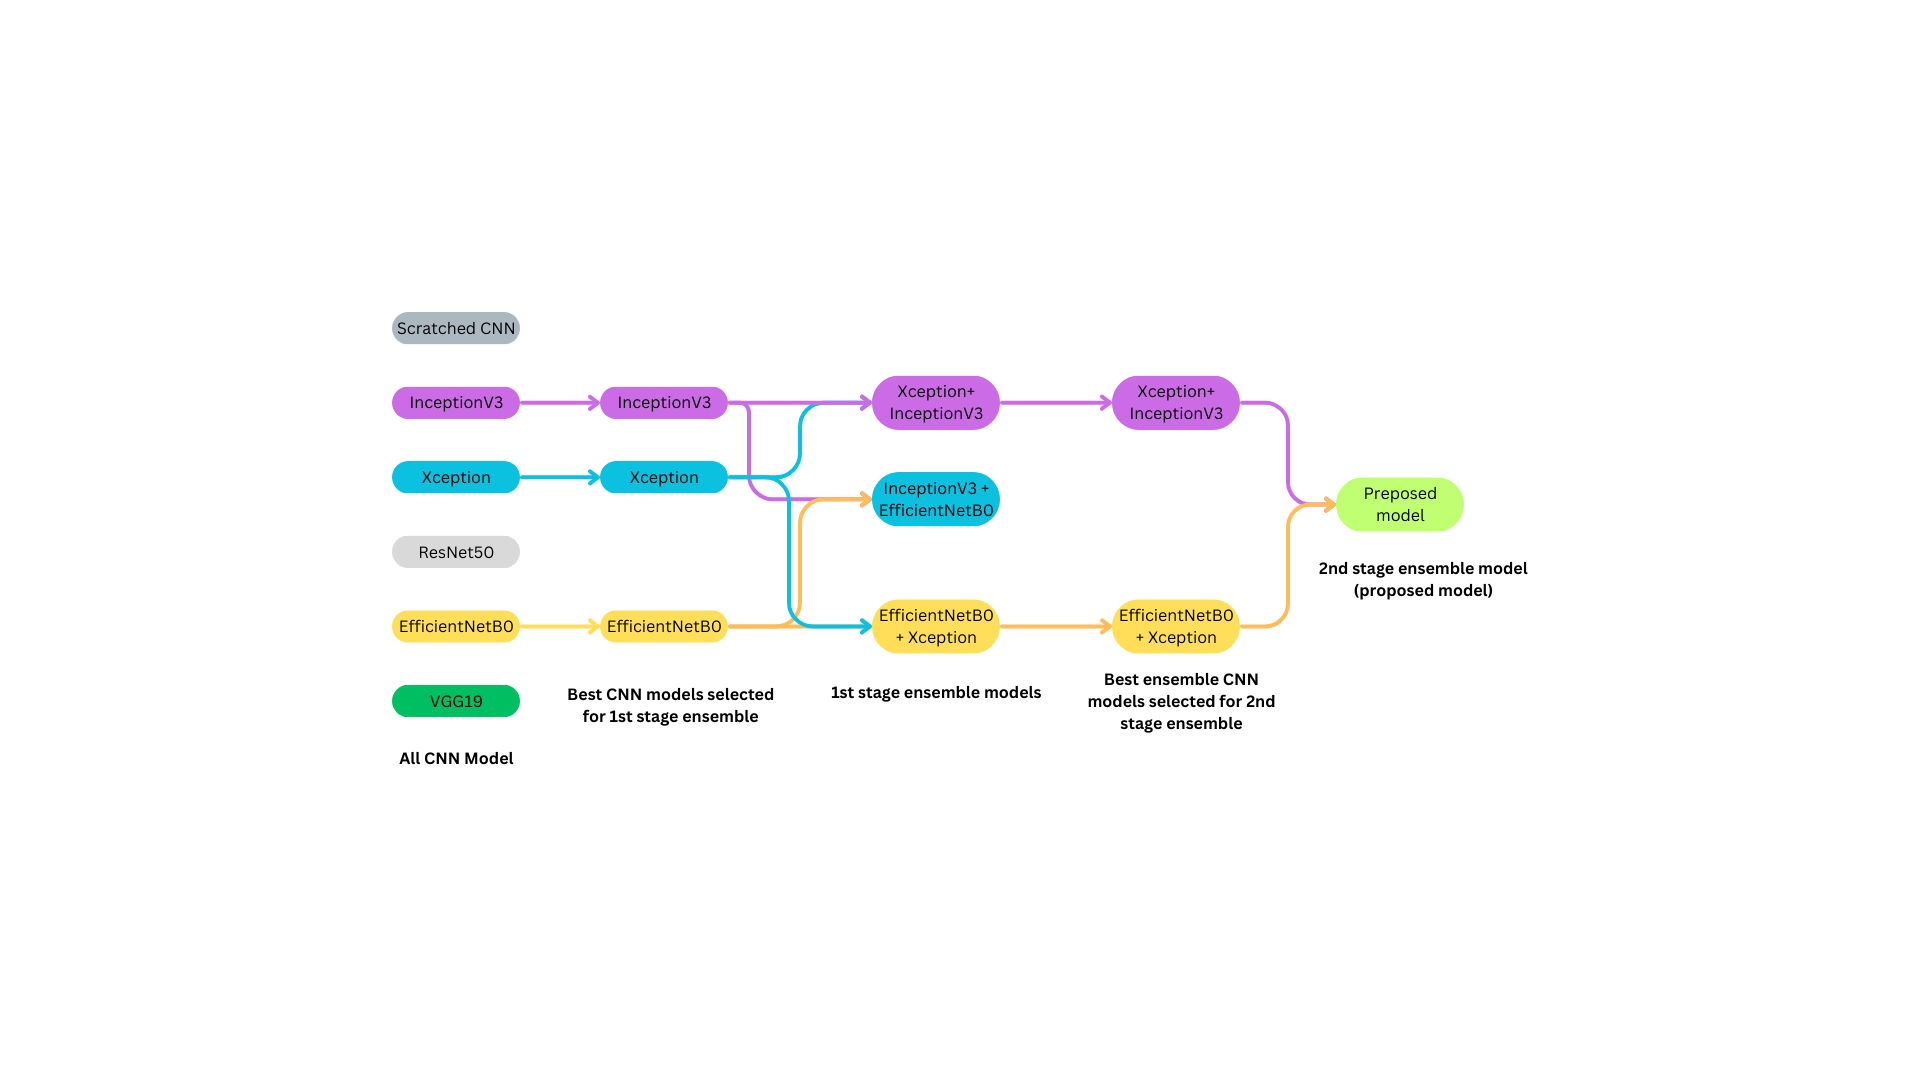 Scratched CNN
InceptionV3
Xception
ResNet50
EfficientNetB0
VGG19
All CNN Model
InceptionV3
Xception
EfficientNetB0
Best CNN models selected
for 1st stage ensemble
Xception+
InceptionV3
InceptionV3 +
EfficientNetB0
EfficientNetB0
+ Xception
1st stage ensemble models
Xception+
InceptionV3
EfficientNetB0
+ Xception
Best ensemble CNN
models selected for 2nd
stage ensemble
Preposed
model
2nd stage ensemble model
(proposed model)